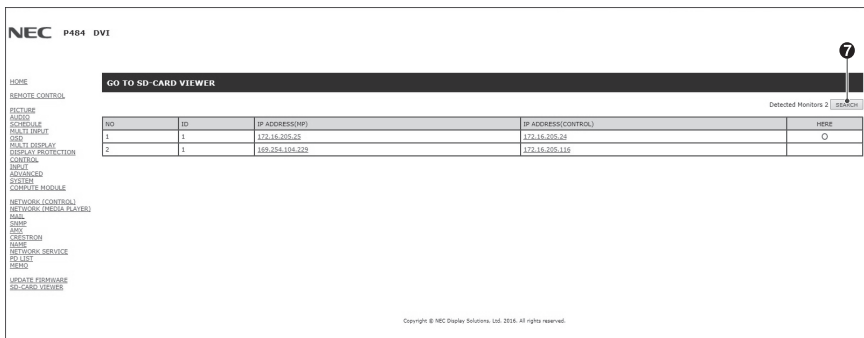 NEC P484 DVI
7
HOME
REMOTE CONTROL
PICTURE
AUDIO
SCHEDULE
MULTI INPUT
OSD
MULTI DISPLAY
DISPLAY PROTECTION
CONTROL
INPUT
ADVANCED
SYSTEM
COMPUTE MODULE
NETWORK (CONTROL)
NETWORK (MEDIA PLAYER)
MAIL
SNMP
AMX
CRESTRON
NAME
NETWORK SERVICE
PD LIST
MEMO
UPDATE FIRMWARE
SD-CARD VIEWER
GO TO SD-CARD VIEWER
Detected Monitors 2 SEARCH
NO ID IP ADDRESS(MP) IP ADDRESS(CONTROL) HERE
1 1 172.16.205.25 172.16.205.24 O
2 1 169.254.104.229 172.16.205.116
Copyright © NEC Display Solutions, Ltd. 2016. All rights reserved.